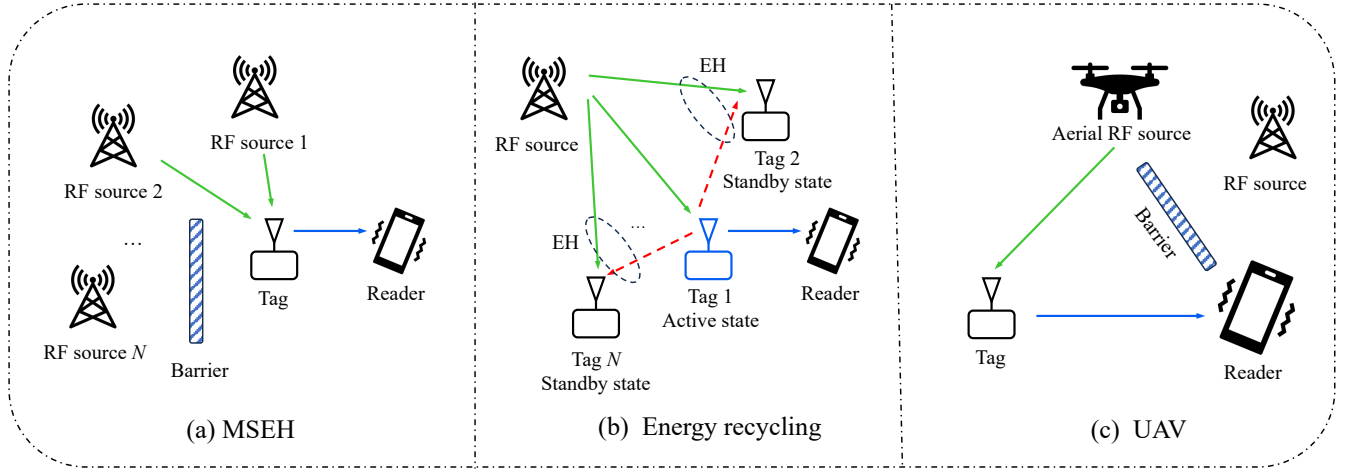 RF source 1
RF source 2
...
RF source N
Barrier
Tag
Reader
(a) MSEH
RF source
EH
Tag 2
Standby state
EH
...
Tag 1
Active state
Reader
Tag N
Standby state
(b) Energy recycling
Aerial RF source
RF source
Barrier
Tag
Reader
(c) UAV